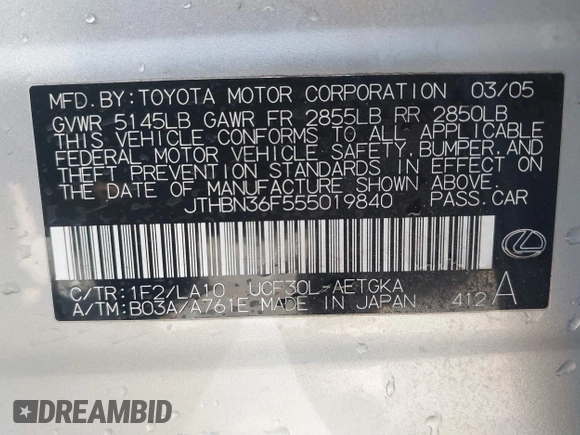 MFD. BY: TOYOTA MOTOR CORPORATION 03/05
GVWR 5145LB GAWR FR 2855LB RR 2850LB
THIS VEHICLE CONFORMS TO ALL APPLICABLE
FEDERAL MOTOR VEHICLE SAFETY, BUMPER, AND
THEFT PREVENTION STANDARDS IN EFFECT ON
THE DATE OF MANUFACTURE SHOWN ABOVE.
JTHBN36F555019840 PASS. CAR
C/TR: 1F2/LA10 UCF30L-AETGKA
A/TM: B03A/A761E MADE IN JAPAN 412 A
DREAMBID